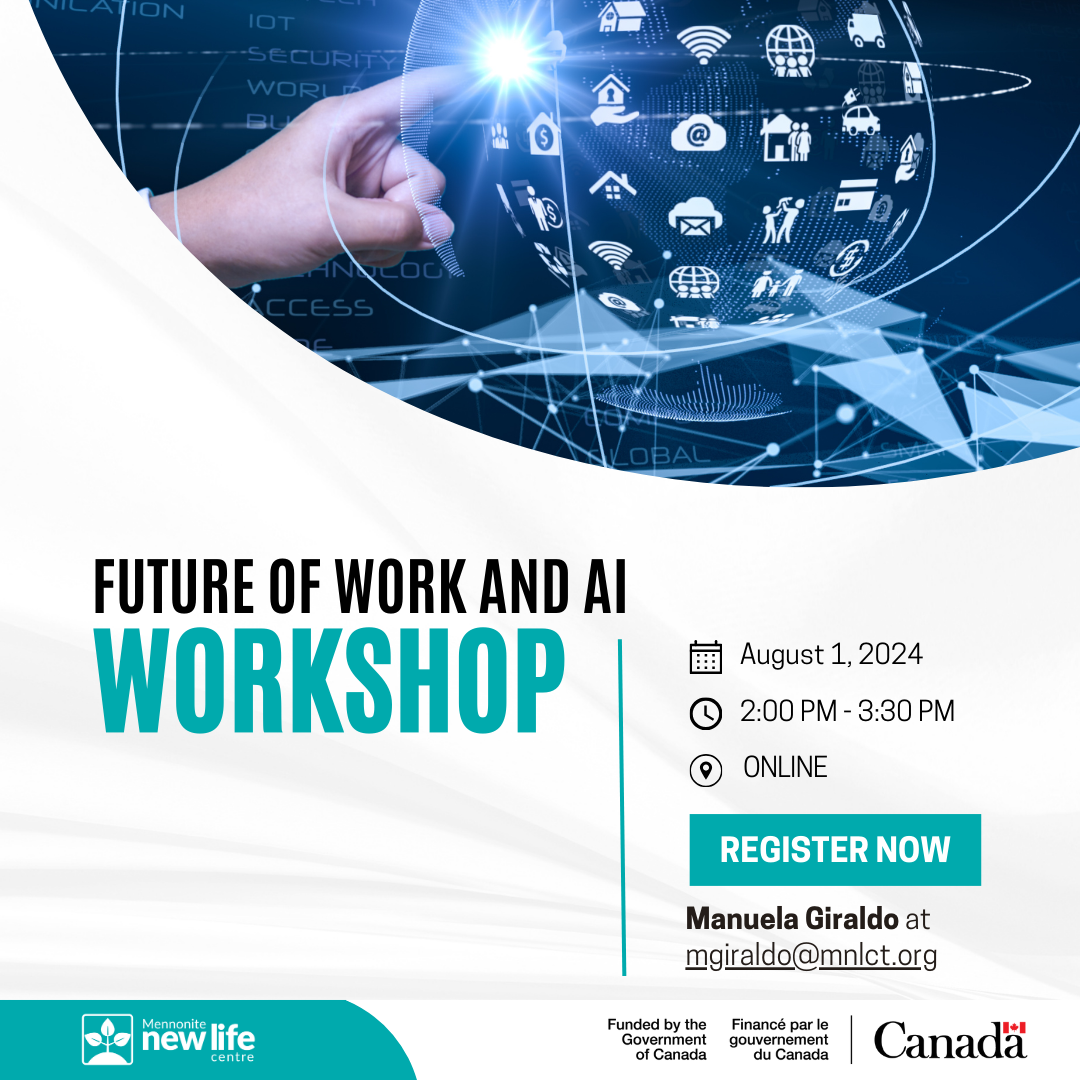 IOT
SECURITY
WORLD
ACCESS
GLOBAL
FUTURE OF WORK AND AI
WORKSHOP
August 1, 2024
2:00 PM - 3:30 PM
ONLINE
REGISTER NOW
Manuela Giraldo at
mgiraldo@mnlct.org
Mennonite
new life
centre
Funded by the
Government
of Canada
Financé par le
gouvernement
du Canada
Canada